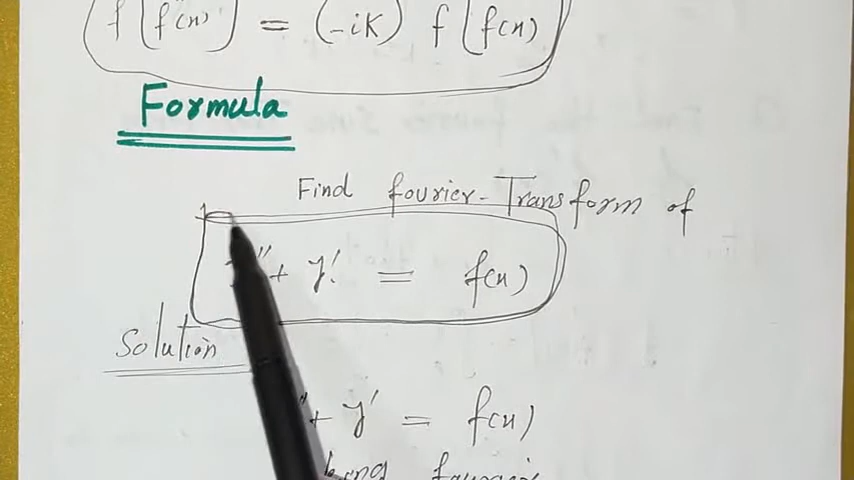 f[f(n)] = (-ik) f[f(n)]
Formula
Find fourier-Transform of
" + y' = f(n)
Solution
" + y' = f(n)